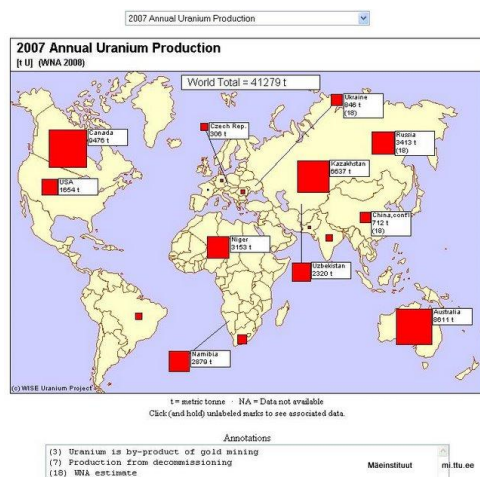 2007 Annual Uranium Production
2007 Annual Uranium Production
[t U] (WNA 2008)
World Total = 41279 t
Ukraine
846 t
(18)
Czech Rep.
306 t
Canada
9476 t
Russia
3413 t
(18)
USA
1654 t
Kazakhstan
6637 t
China,conf!
712 t
(18)
Niger
3153 t
Uzbekistan
2320 t
Australia
8611 t
Namibia
2879 t
(c) WISE Uranium Project
t = metric tonne · NA = Data not available
Click (and hold) unlabeled marks to see associated data.
Annotations
(3) Uranium is by-product of gold mining
(7) Production from decommissioning
(18) WNA estimate
Mäeinstituut
mi.ttu.ee